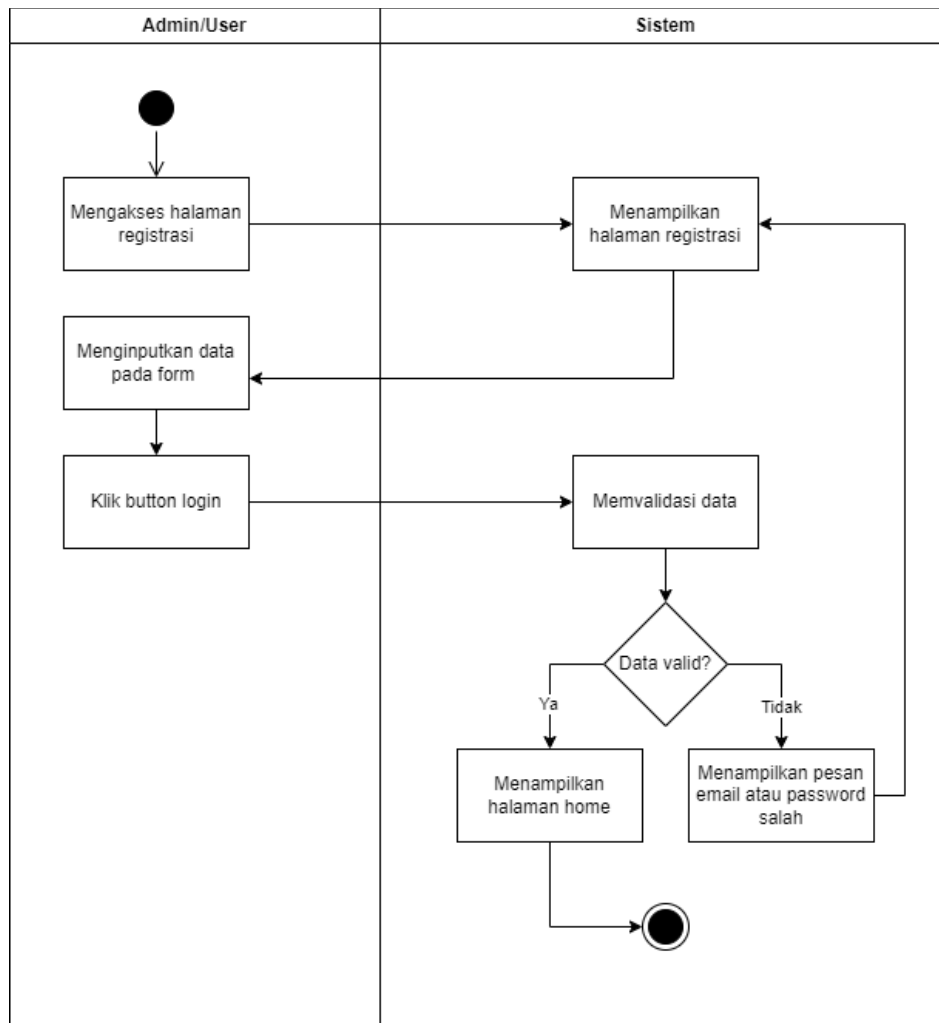 Admin/User
Sistem
Mengakses halaman
registrasi
Menampilkan
halaman registrasi
Menginputkan data
pada form
Klik button login
Memvalidasi data
Data valid?
Ya
Tidak
Menampilkan
halaman home
Menampilkan pesan
email atau password
salah